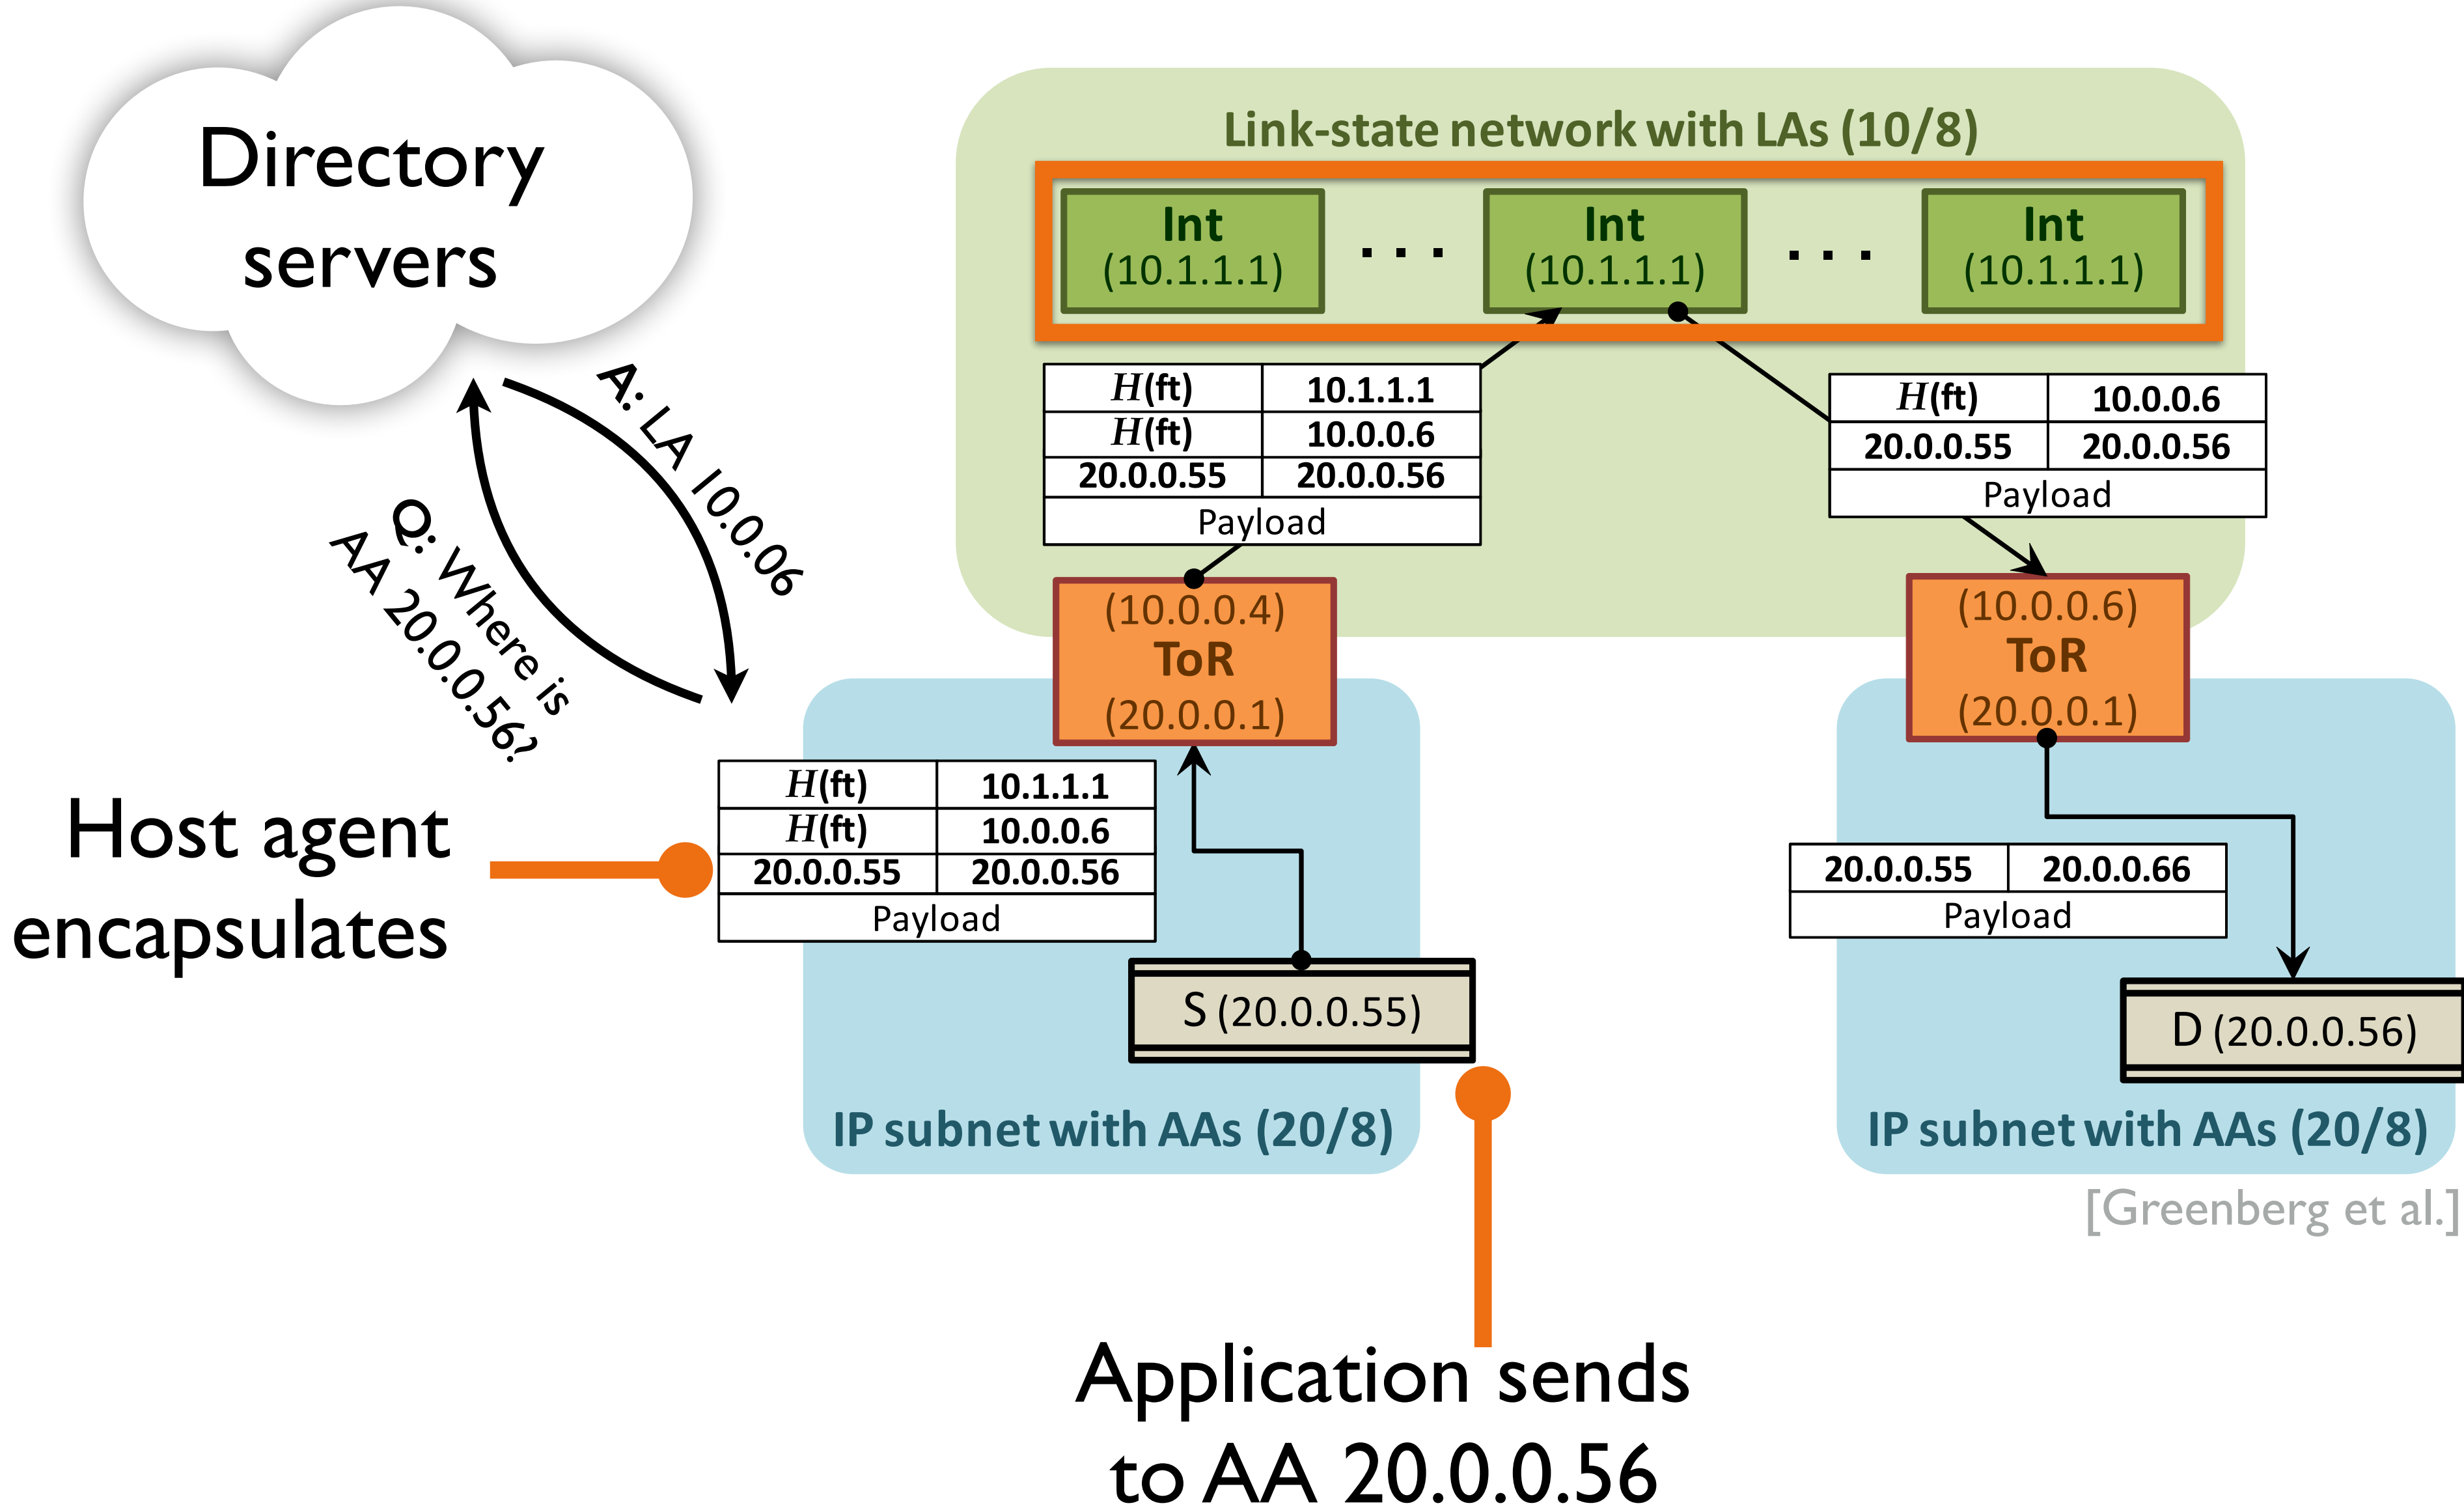 Directory
servers
A: LA 10.0.06
Q: Where is
AA 20.0.0.56?
Host agent
encapsulates
Link-state network with LAs (10/8)
Int
(10.1.1.1)
. . .
Int
(10.1.1.1)
. . .
Int
(10.1.1.1)
H(ft) 10.1.1.1
H(ft) 10.0.0.6
20.0.0.55 20.0.0.56
Payload
H(ft) 10.0.0.6
20.0.0.55 20.0.0.56
Payload
(10.0.0.4)
ToR
(20.0.0.1)
(10.0.0.6)
ToR
(20.0.0.1)
H(ft) 10.1.1.1
H(ft) 10.0.0.6
20.0.0.55 20.0.0.56
Payload
20.0.0.55 20.0.0.66
Payload
S (20.0.0.55)
D (20.0.0.56)
IP subnet with AAs (20/8)
IP subnet with AAs (20/8)
[Greenberg et al.]
Application sends
to AA 20.0.0.56